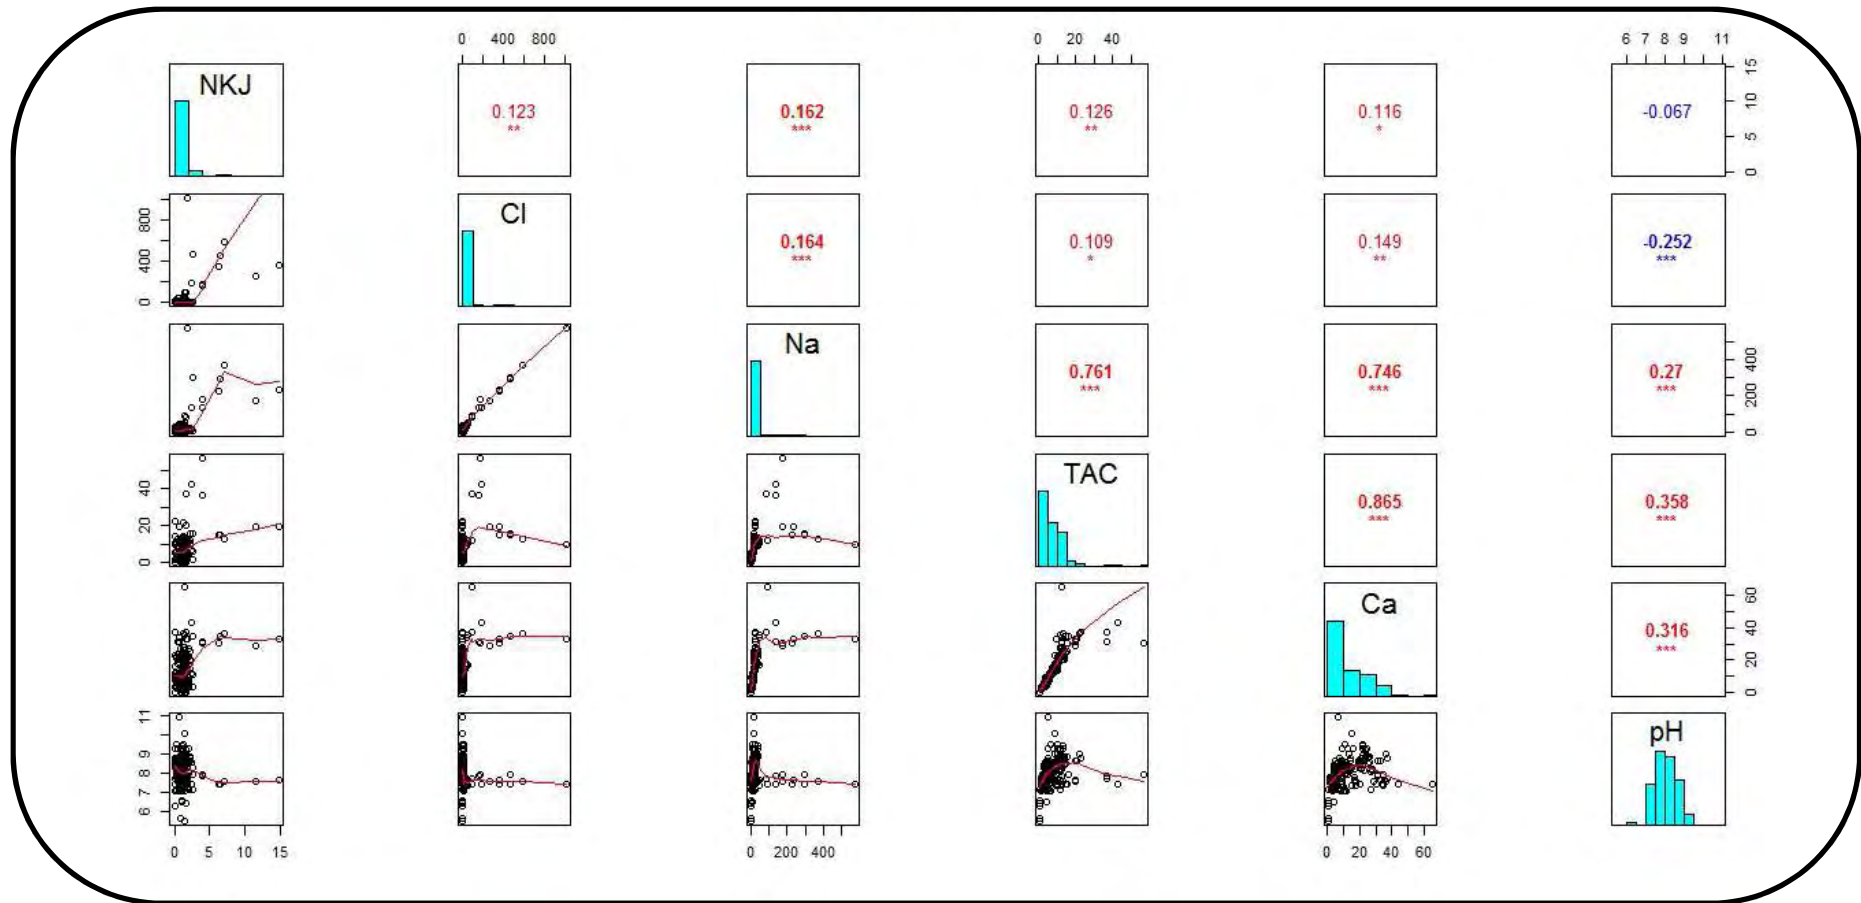 0 400 800 0 20 40 6 7 8 9 11
NKJ 0.123 0.162 0.126 0.116 -0.067
** *** ** *
0 5 10 15
0 400 800
Cl 0.164 0.109 0.149 -0.252
*** * ** ***
Na 0.761 0.746 0.27
*** *** ***
0 200 400
0 20 40
TAC 0.865 0.358
*** ***
Ca 0.316
***
0 20 40 60
6 7 8 9 11
pH
0 5 10 15 0 200 400 0 20 40 60